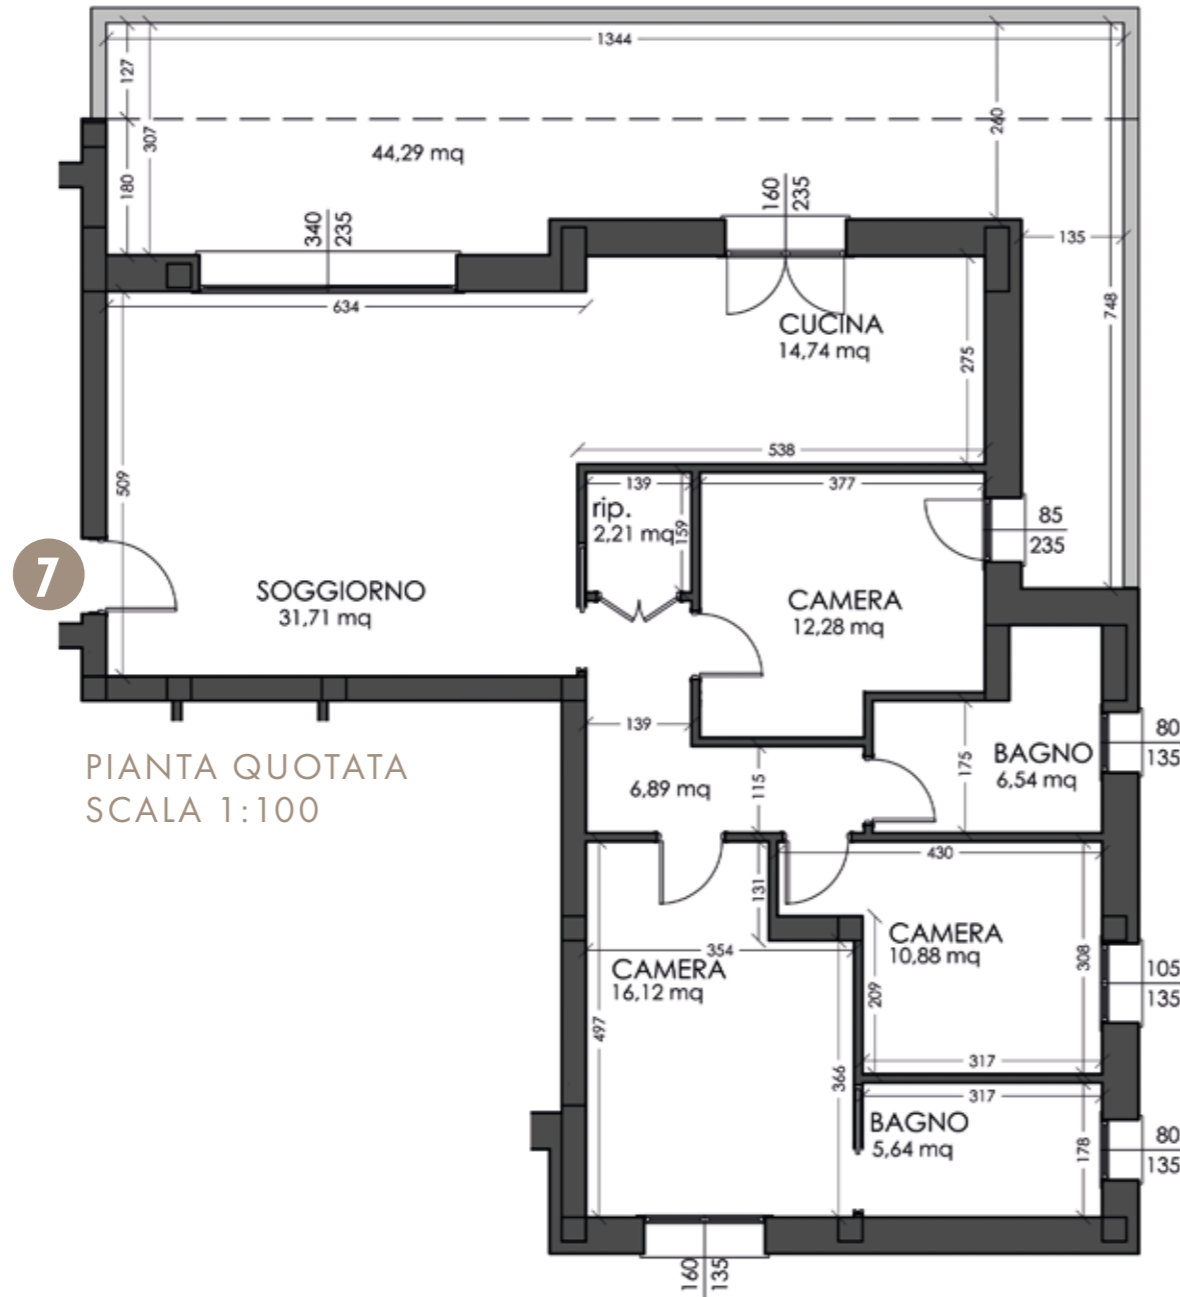 1344
127
307
260
44,29 mq
180
340
235
160
235
135
634
748
CUCINA
14,74 mq
275
538
509
139
377
rip.
2,21 mq
159
85
235
7
SOGGIORNO
31,71 mq
CAMERA
12,28 mq
139
PIANTA QUOTATA
SCALA 1:100
6,89 mq
115
175
BAGNO
6,54 mq
80
135
430
131
354
CAMERA
16,12 mq
CAMERA
10,88 mq
209
308
105
135
497
366
317
317
BAGNO
5,64 mq
178
80
135
160
135